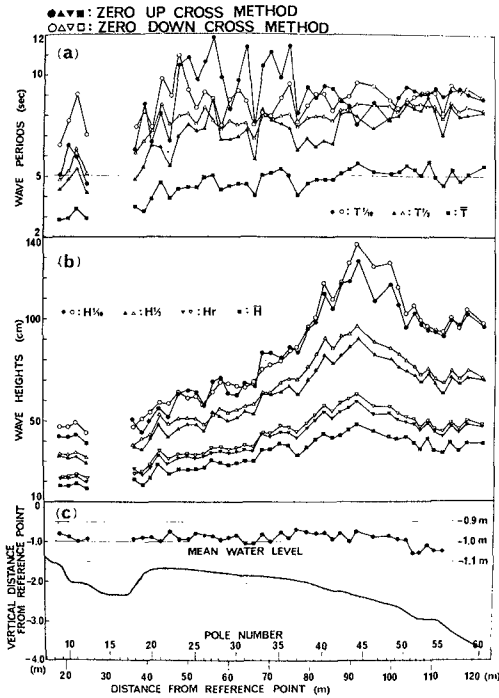 ●▲▼■: ZERO UP CROSS METHOD
○△▽□: ZERO DOWN CROSS METHOD
(a)
WAVE PERIODS (sec)
12
10
8
5
2
●○: T1/10 ▲△: T1/3 ■: T̄
(b)
WAVE HEIGHTS (cm)
140
100
50
10
●○: H1/10 ▲△: H1/3 ▼▽: Hr ■: H̄
(c)
VERTICAL DISTANCE FROM REFERENCE POINT
0
-1.0
-2.0
-3.0
-4.0
(m)
-0.9 m
-1.0 m
-1.1 m
MEAN WATER LEVEL
POLE NUMBER
10 15 20 25 31 41 45 51 55 60
20 30 40 50 60 70 80 90 100 110 120 (m)
DISTANCE FROM REFERENCE POINT (m)